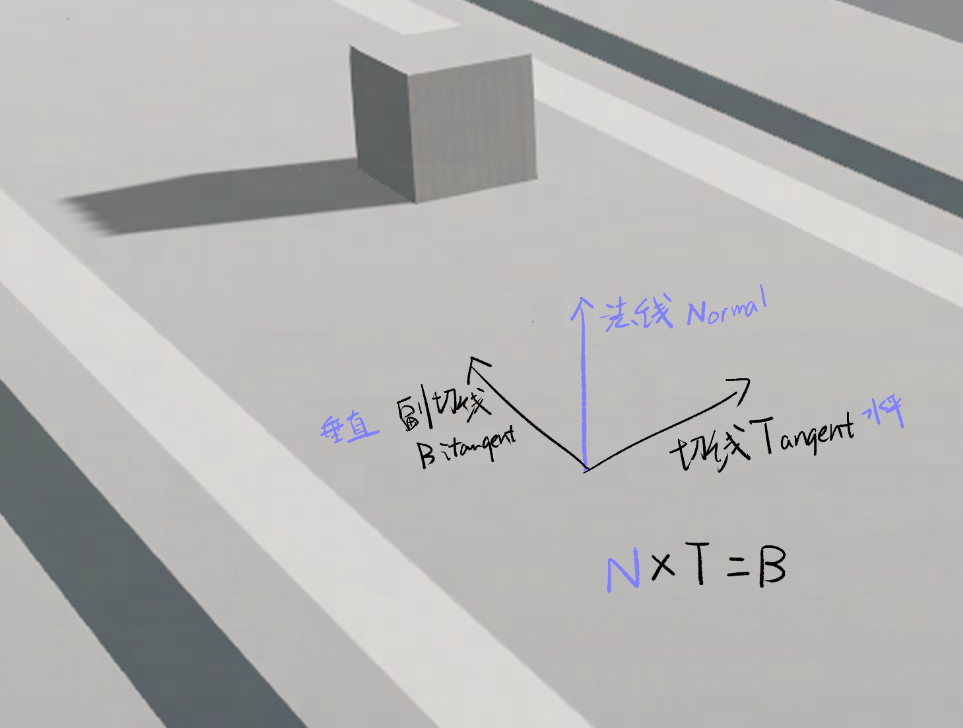 法线 Normal
垂直 副切线
Bitangent
切线 Tangent 水平
N×T=B